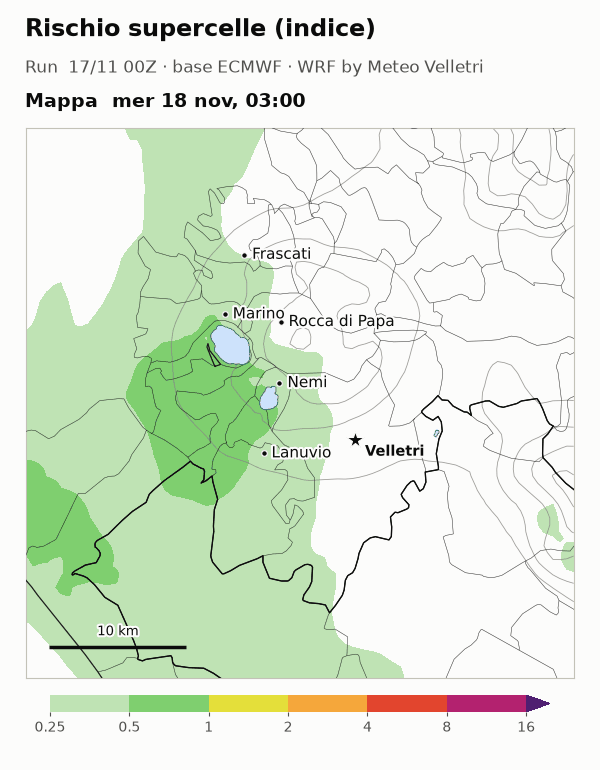 Rischio supercelle (indice)
Run  17/11 00Z · base ECMWF · WRF by Meteo Velletri
Mappa  mer 18 nov, 03:00
Frascati
Marino
Rocca di Papa
Nemi
Velletri
Lanuvio
10 km
0.25 0.5 1 2 4 8 16